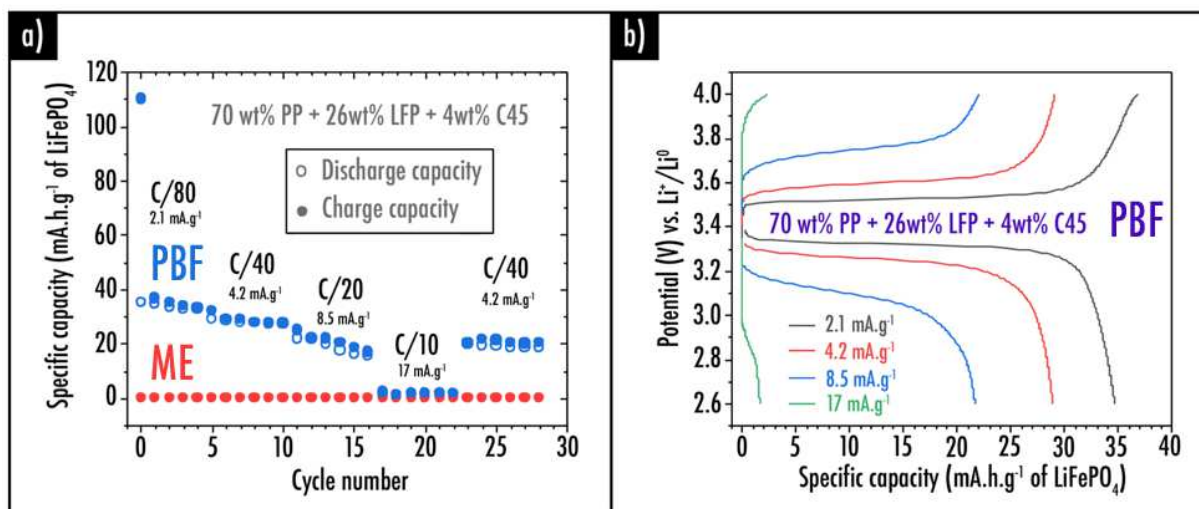 a)
Specific capacity (mA.h.g⁻¹ of LiFePO₄)
120
100
80
60
40
20
0
70 wt% PP + 26wt% LFP + 4wt% C45
Discharge capacity
Charge capacity
C/80
2.1 mA.g⁻¹
PBF
C/40
4.2 mA.g⁻¹
C/20
8.5 mA.g⁻¹
C/10
17 mA.g⁻¹
C/40
4.2 mA.g⁻¹
ME
0 5 10 15 20 25 30
Cycle number
b)
Potential (V) vs. Li⁺/Li⁰
4.0
3.8
3.6
3.4
3.2
3.0
2.8
2.6
70 wt% PP + 26wt% LFP + 4wt% C45 PBF
2.1 mA.g⁻¹
4.2 mA.g⁻¹
8.5 mA.g⁻¹
17 mA.g⁻¹
0 5 10 15 20 25 30 35 40
Specific capacity (mA.h.g⁻¹ of LiFePO₄)